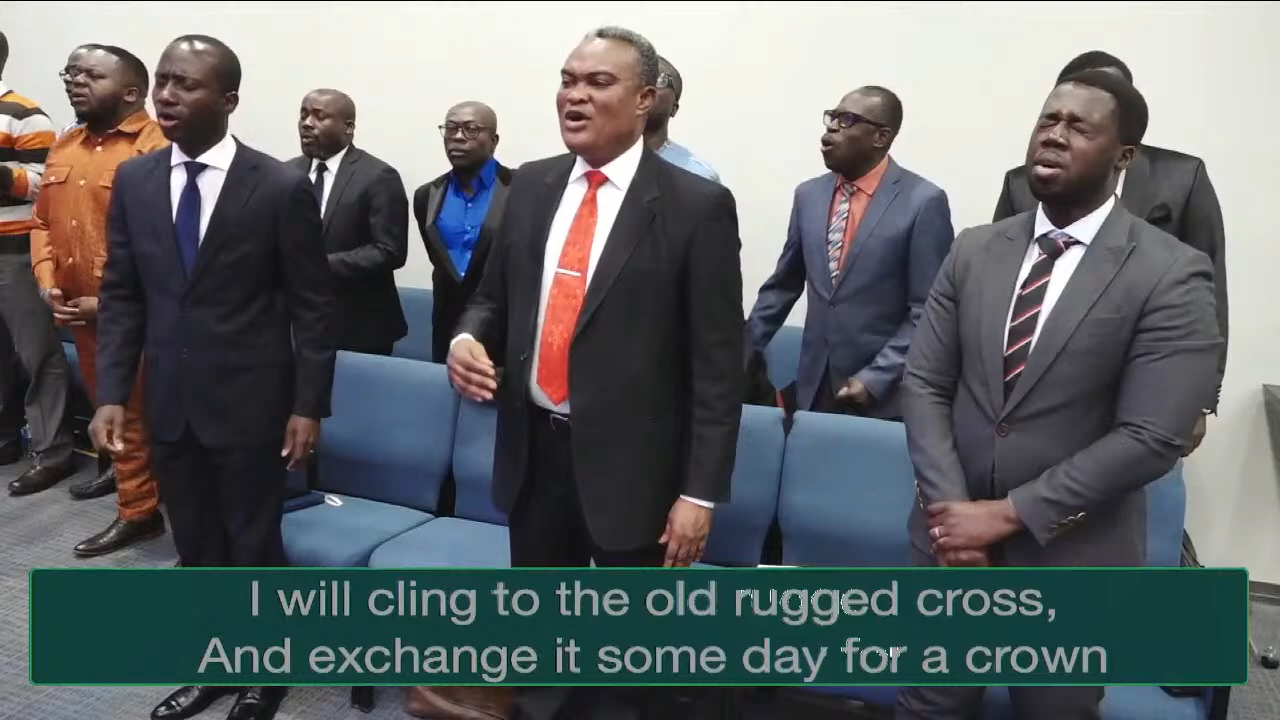 I will cling to the old rugged cross,
And exchange it some day for a crown